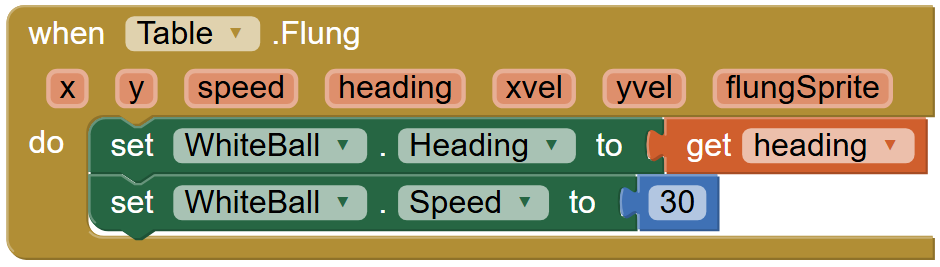 when Table .Flung
x y speed heading xvel yvel flungSprite
do set WhiteBall . Heading to get heading
set WhiteBall . Speed to 30